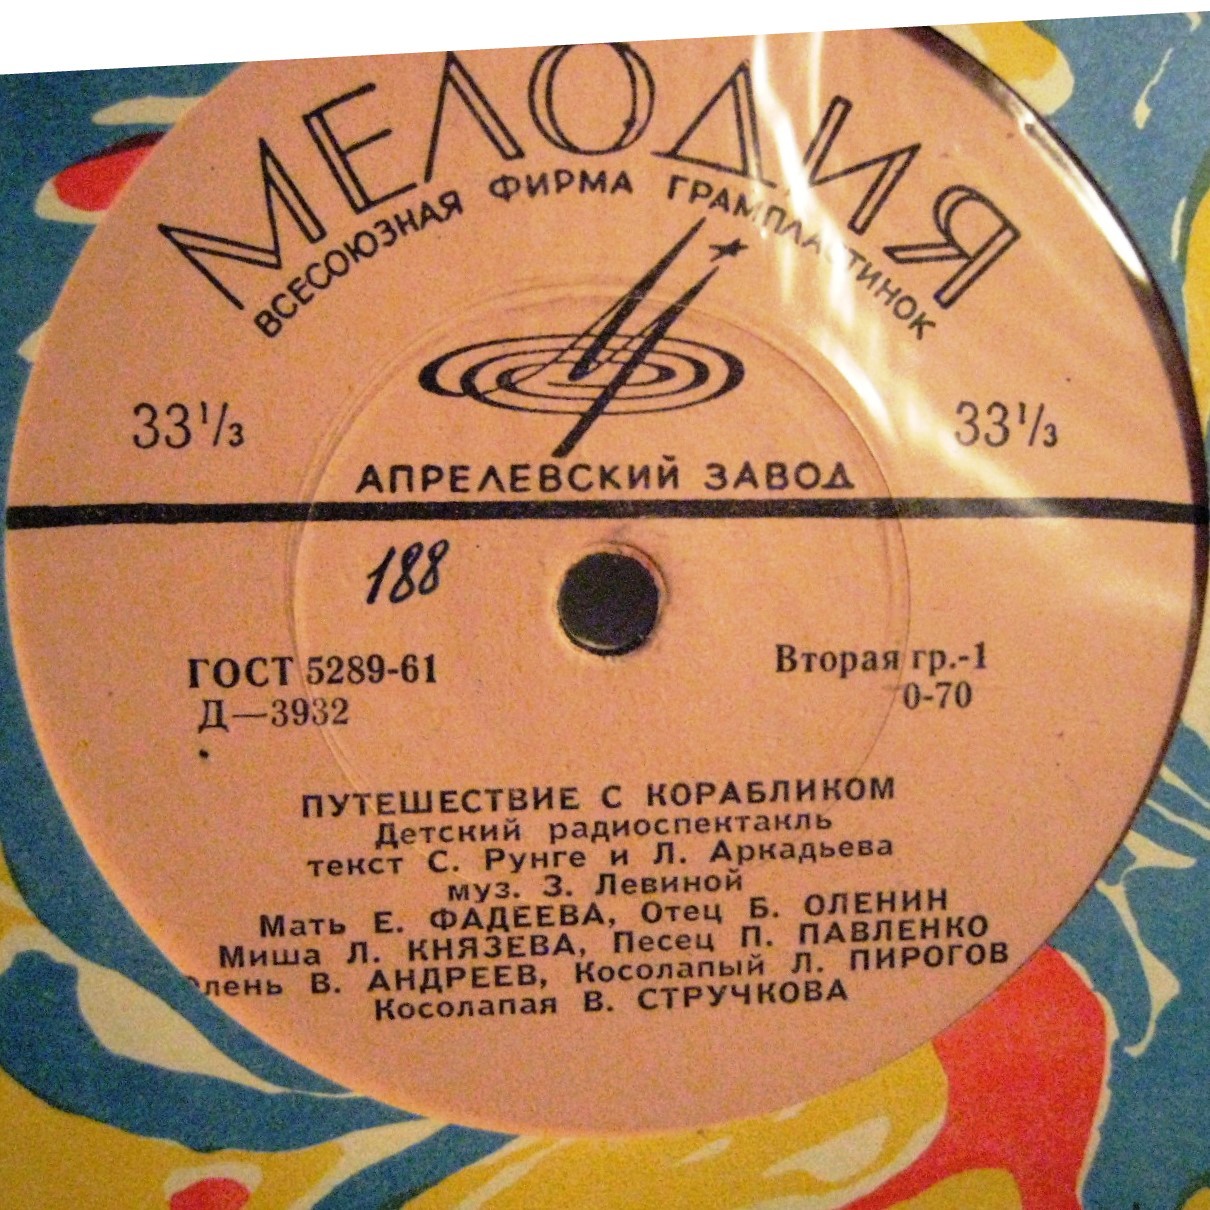 МЕЛОДИЯ
ВСЕСОЮЗНАЯ ФИРМА ГРАМПЛАСТИНОК
33⅓ 33⅓
АПРЕЛЕВСКИЙ ЗАВОД
188
ГОСТ 5289-61 Вторая гр.-1
Д—3932 0-70
ПУТЕШЕСТВИЕ С КОРАБЛИКОМ
Детский радиоспектакль
текст С. Рунге и Л. Аркадьева
муз. З. Левиной
Мать Е. ФАДЕЕВА, Отец Б. ОЛЕНИН
Миша Л. КНЯЗЕВА, Песец П. ПАВЛЕНКО
Олень В. АНДРЕЕВ, Косолапый Л. ПИРОГОВ
Косолапая В. СТРУЧКОВА